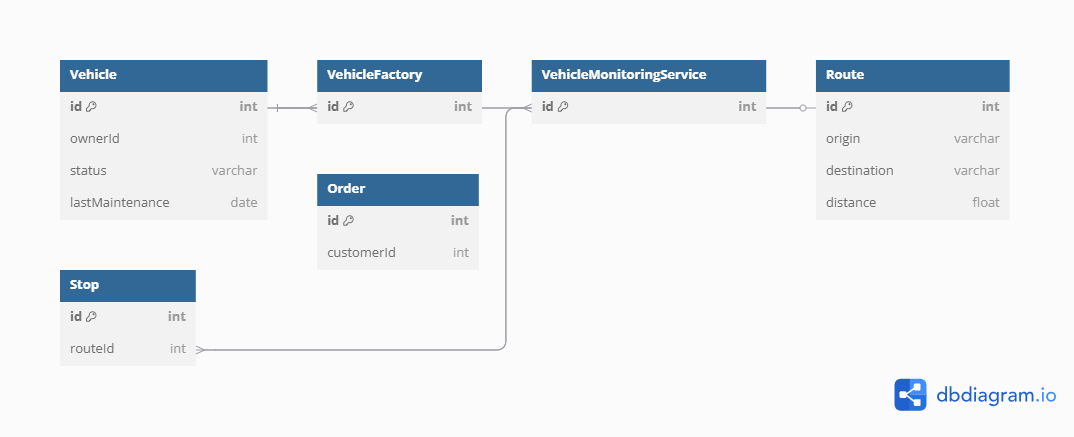 Vehicle
id int
ownerId int
status varchar
lastMaintenance date
VehicleFactory
id int
VehicleMonitoringService
id int
Route
id int
origin varchar
destination varchar
distance float
Order
id int
customerId int
Stop
id int
routeId int
dbdiagram.io